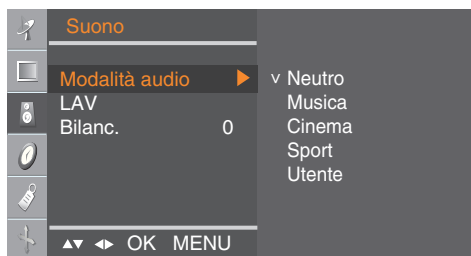 Suono
Modalità audio ▶ v Neutro
LAV Musica
Bilanc. 0 Cinema
Sport
Utente
▲▼ ◀▶ OK MENU